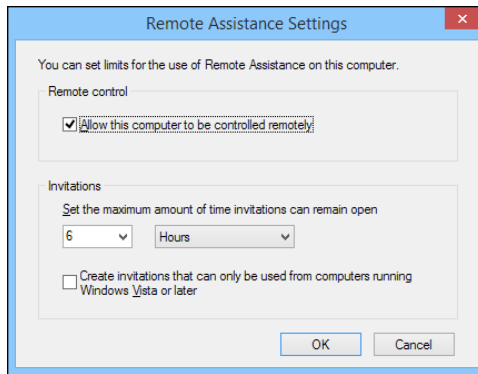 Remote Assistance Settings
You can set limits for the use of Remote Assistance on this computer.
Remote control
Allow this computer to be controlled remotely
Invitations
Set the maximum amount of time invitations can remain open
6 Hours
Create invitations that can only be used from computers running
Windows Vista or later
OK Cancel